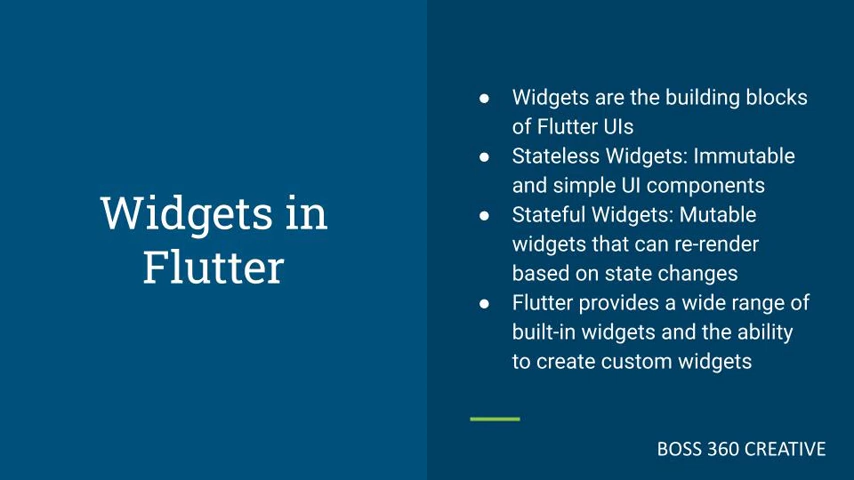 Widgets in
Flutter
● Widgets are the building blocks
of Flutter UIs
● Stateless Widgets: Immutable
and simple UI components
● Stateful Widgets: Mutable
widgets that can re-render
based on state changes
● Flutter provides a wide range of
built-in widgets and the ability
to create custom widgets
BOSS 360 CREATIVE